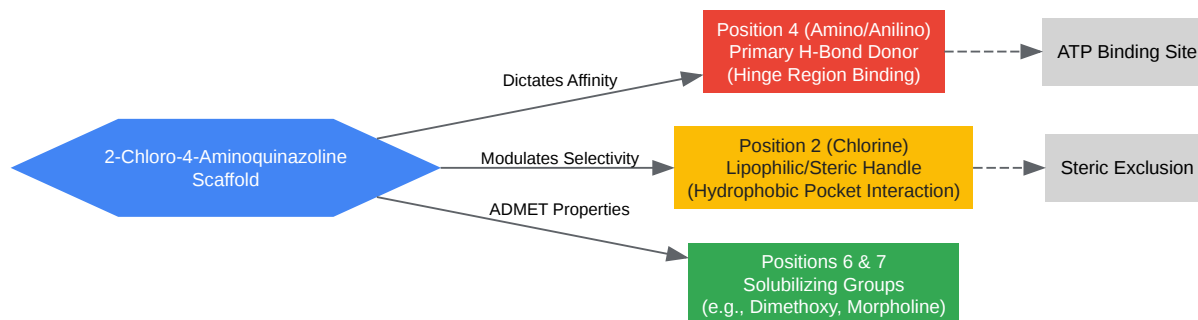 2-Chloro-4-Aminoquinazoline
Scaffold
Dictates Affinity
Modulates Selectivity
ADMET Properties
Position 4 (Amino/Anilino)
Primary H-Bond Donor
(Hinge Region Binding)
Position 2 (Chlorine)
Lipophilic/Steric Handle
(Hydrophobic Pocket Interaction)
Positions 6 & 7
Solubilizing Groups
(e.g., Dimethoxy, Morpholine)
ATP Binding Site
Steric Exclusion